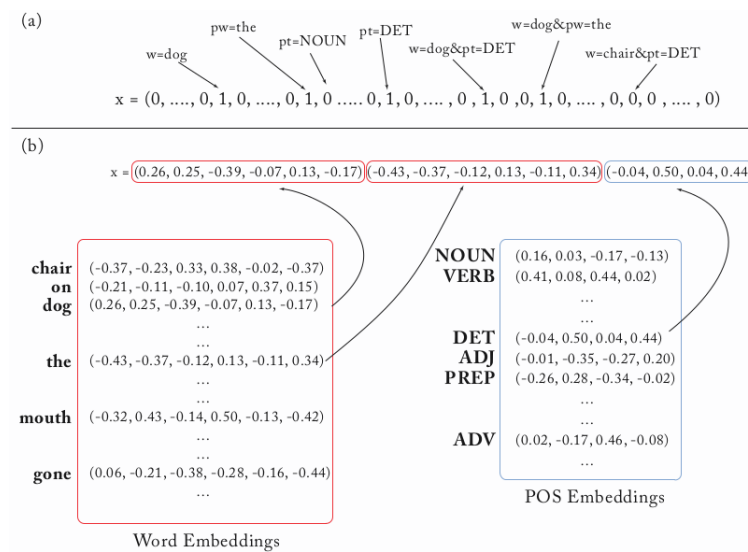 (a)
w=dog
pw=the
pt=NOUN
pt=DET
w=dog&pt=DET
w=dog&pw=the
w=chair&pt=DET
x = (0, ...., 0, 1, 0, ...., 0, 1, 0 ..... 0, 1, 0, .... , 0 , 1, 0 ,0, 1, 0, .... , 0, 0, 0 , .... , 0)
(b)
x = (0.26, 0.25, -0.39, -0.07, 0.13, -0.17) (-0.43, -0.37, -0.12, 0.13, -0.11, 0.34) (-0.04, 0.50, 0.04, 0.44
chair (-0.37, -0.23, 0.33, 0.38, -0.02, -0.37)
on (-0.21, -0.11, -0.10, 0.07, 0.37, 0.15)
dog (0.26, 0.25, -0.39, -0.07, 0.13, -0.17)
...
...
the (-0.43, -0.37, -0.12, 0.13, -0.11, 0.34)
...
...
mouth (-0.32, 0.43, -0.14, 0.50, -0.13, -0.42)
...
...
gone (0.06, -0.21, -0.38, -0.28, -0.16, -0.44)
...
Word Embeddings
NOUN (0.16, 0.03, -0.17, -0.13)
VERB (0.41, 0.08, 0.44, 0.02)
...
...
DET (-0.04, 0.50, 0.04, 0.44)
ADJ (-0.01, -0.35, -0.27, 0.20)
PREP (-0.26, 0.28, -0.34, -0.02)
...
...
ADV (0.02, -0.17, 0.46, -0.08)
...
POS Embeddings